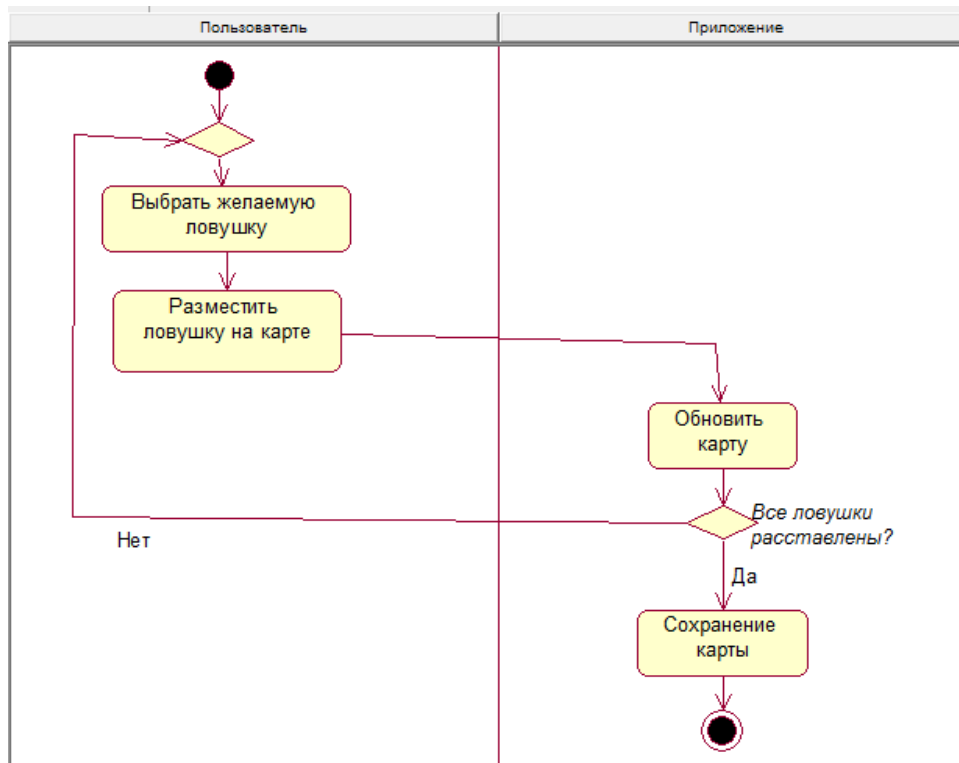 Пользователь
Приложение
Выбрать желаемую
ловушку
Разместить
ловушку на карте
Обновить
карту
Все ловушки
расставлены?
Нет
Да
Сохранение
карты